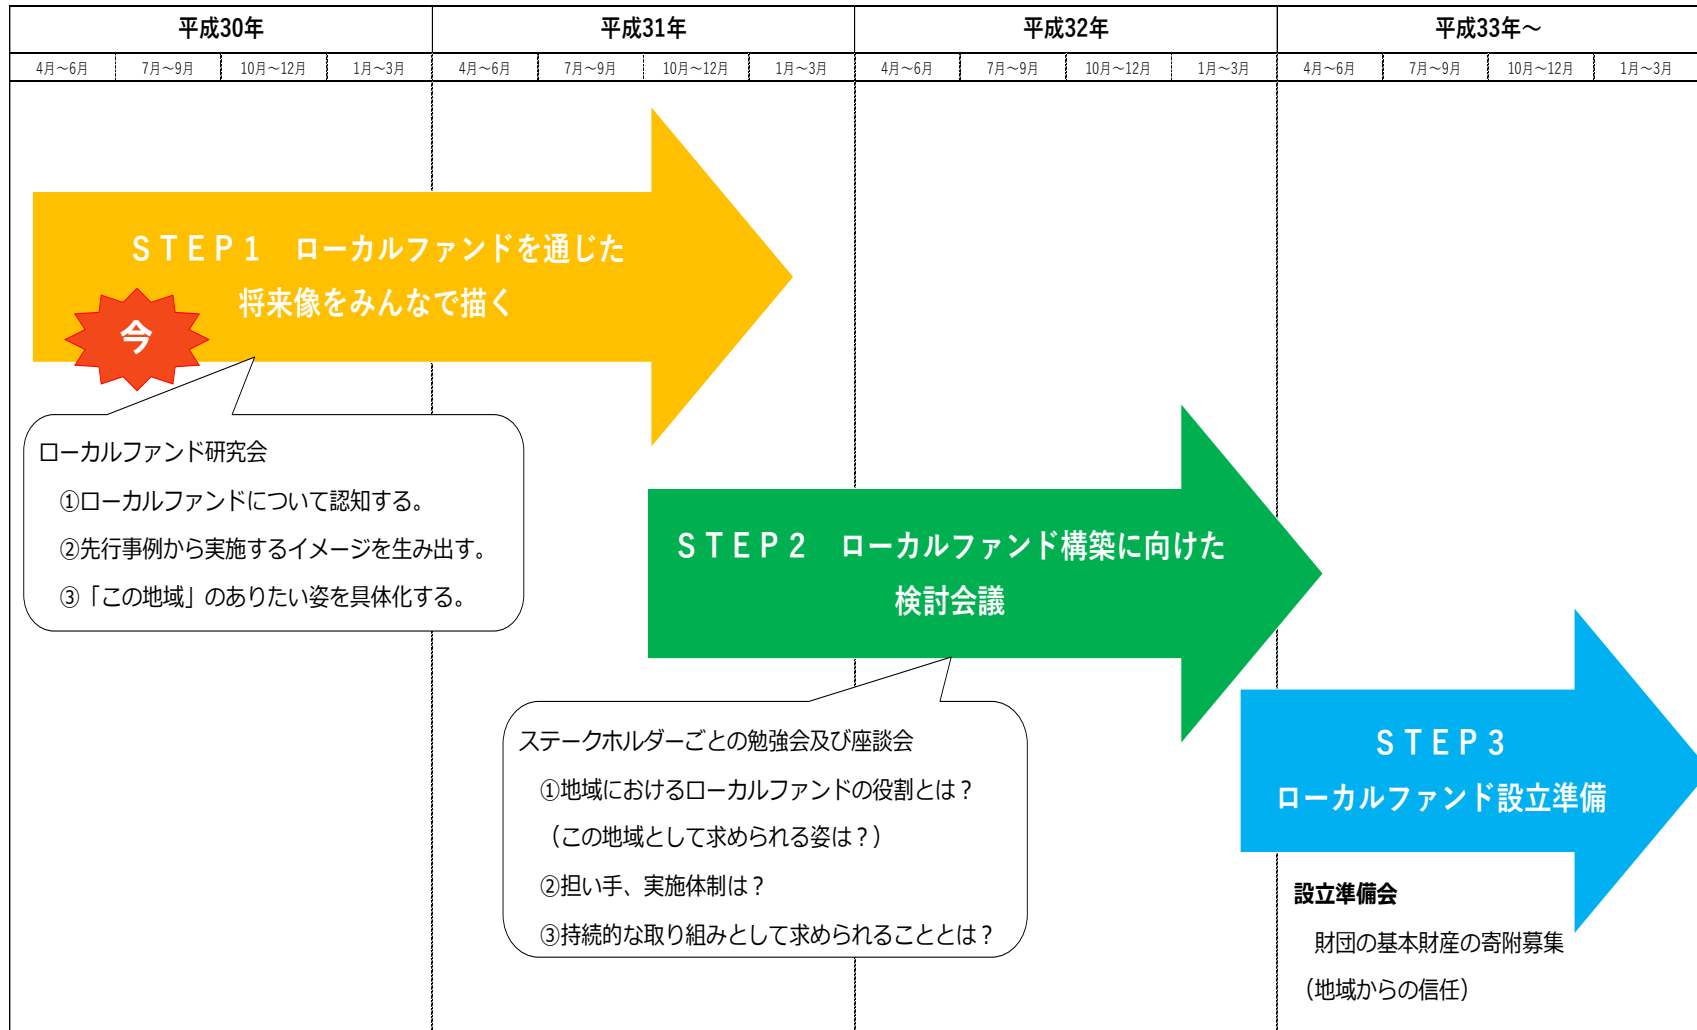 平成30年 平成31年 平成32年 平成33年～
4月～6月 7月～9月 10月～12月 1月～3月 4月～6月 7月～9月 10月～12月 1月～3月 4月～6月 7月～9月 10月～12月 1月～3月 4月～6月 7月～9月 10月～12月 1月～3月
ＳＴＥＰ１　ローカルファンドを通じた
将来像をみんなで描く
今
ローカルファンド研究会
①ローカルファンドについて認知する。
②先行事例から実施するイメージを生み出す。
③「この地域」のありたい姿を具体化する。
ＳＴＥＰ２　ローカルファンド構築に向けた
検討会議
ステークホルダーごとの勉強会及び座談会
①地域におけるローカルファンドの役割とは？
（この地域として求められる姿は？）
②担い手、実施体制は？
③持続的な取り組みとして求められることとは？
ＳＴＥＰ３
ローカルファンド設立準備
設立準備会
財団の基本財産の寄附募集
（地域からの信任）